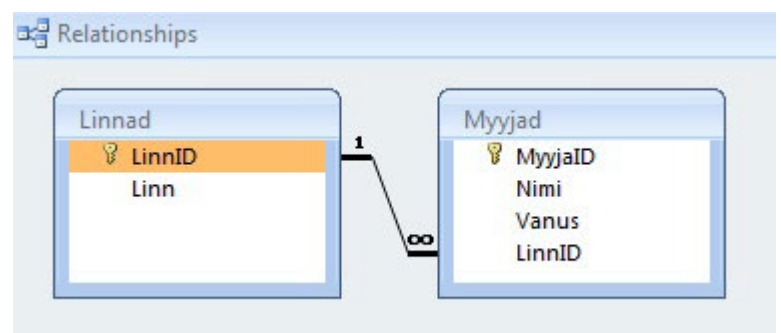 Relationships
Linnad
LinnID
Linn
1
∞
Myyjad
MyyjaID
Nimi
Vanus
LinnID